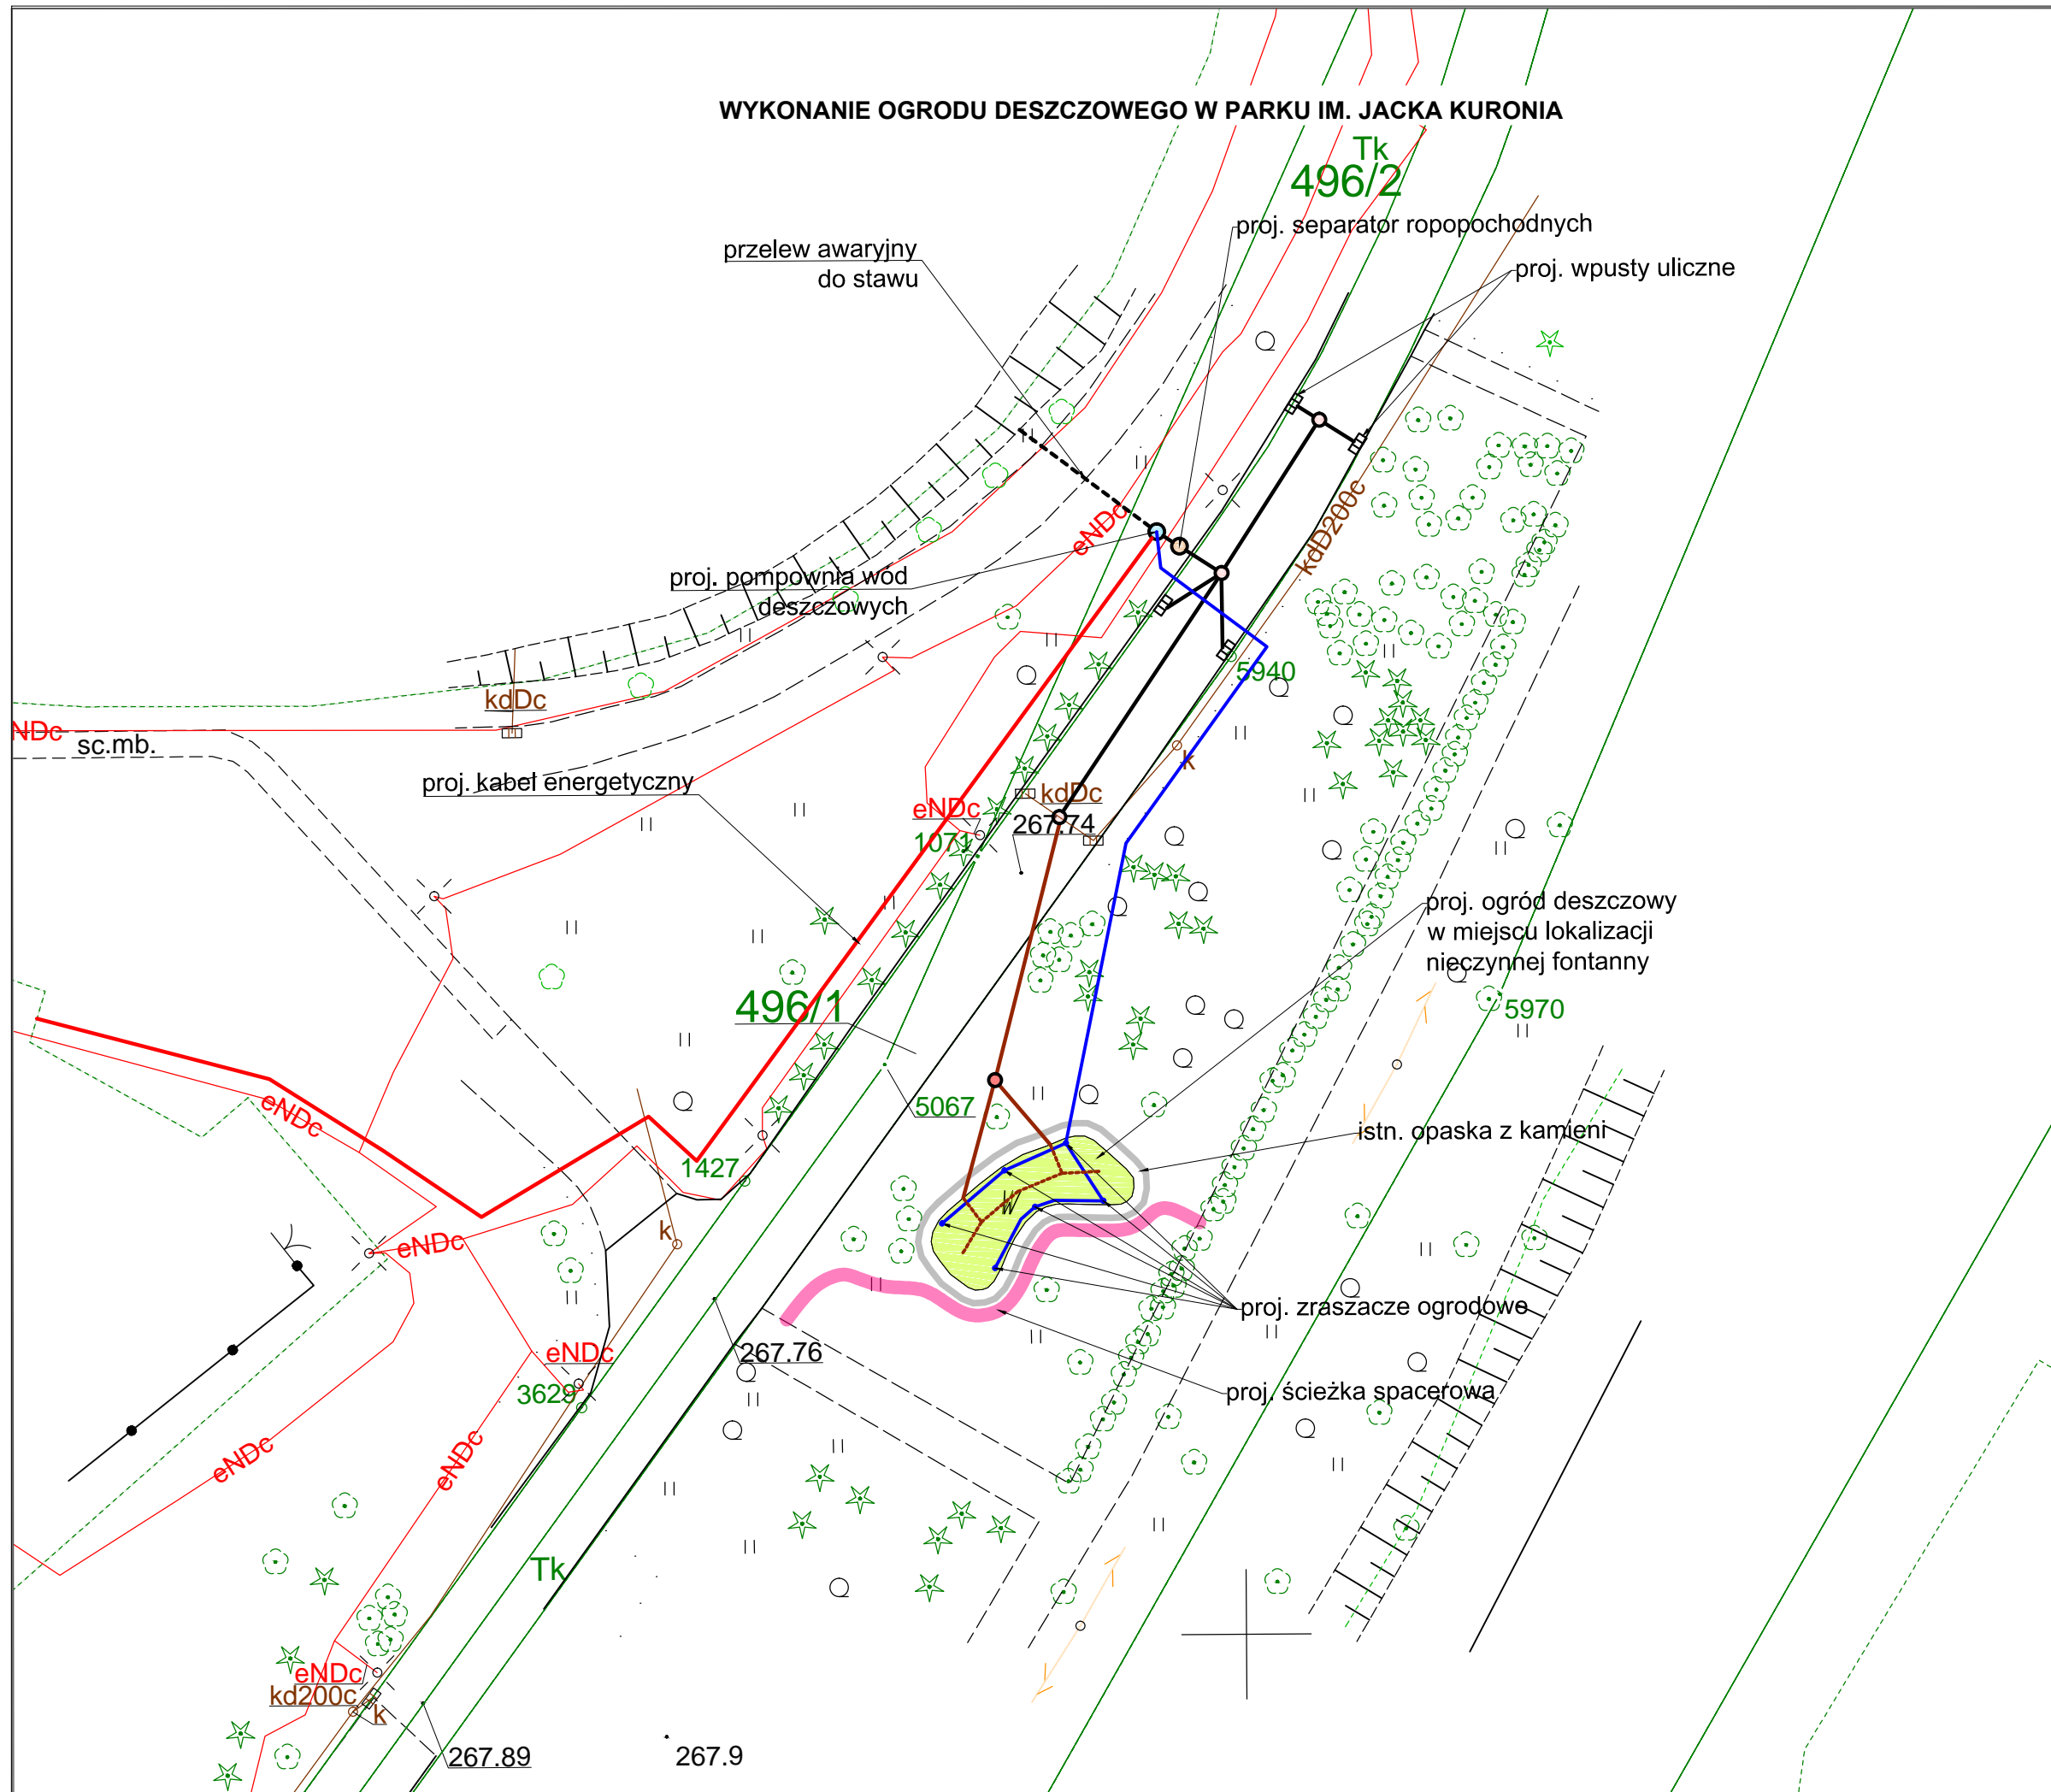 WYKONANIE OGRODU DESZCZOWEGO W PARKU IM. JACKA KURONIA
Tk
496/2
proj. separator ropopochodnych
przelew awaryjny
do stawu
proj. wpusty uliczne
eNDc
kdD200c
proj. pompownia wód
deszczowych
5940
kdDc
NDc
sc.mb.
k
proj. kabel energetyczny
kdDc
eNDc
267.74
1071
proj. ogród deszczowy
w miejscu lokalizacji
nieczynnej fontanny
496/1
5970
eNDc
5067
istn. opaska z kamieni
1427
W
k
eNDc
proj. zraszacze ogrodowe
eNDc
267.76
3629
proj. ścieżka spacerowa
eNDc
eNDc
Tk
eNDc
kd200c
k
267.89
267.9